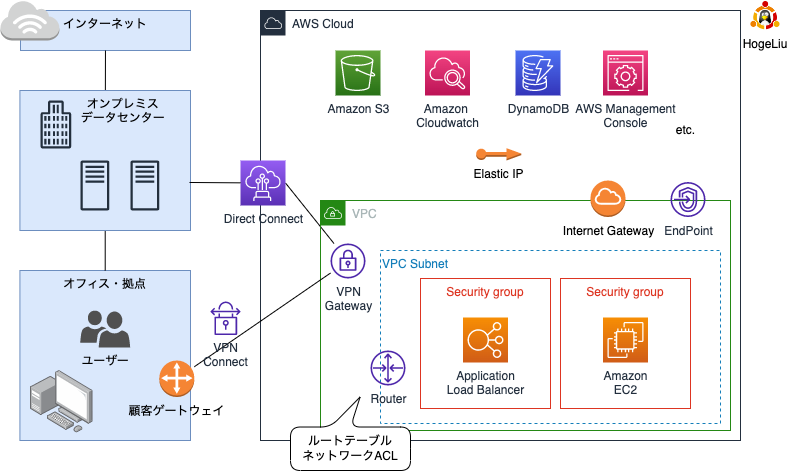 インターネット
AWS Cloud
HogeLiu
オンプレミス
データセンター
Amazon S3
Amazon
Cloudwatch
DynamoDB
AWS Management
Console
etc.
Elastic IP
Direct Connect
VPC
Internet Gateway
EndPoint
オフィス・拠点
VPN
Gateway
VPC Subnet
Security group
Security group
ユーザー
VPN
Connect
Application
Load Balancer
Amazon
EC2
顧客ゲートウェイ
Router
ルートテーブル
ネットワークACL